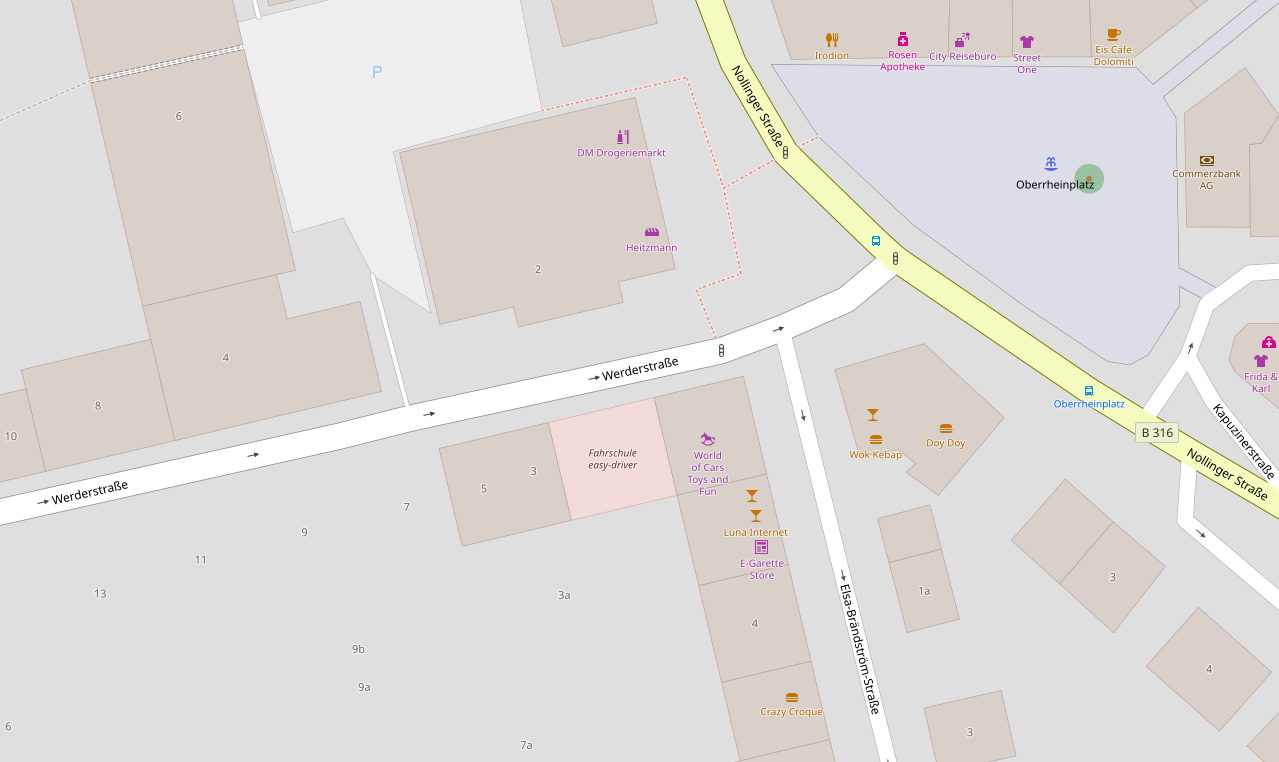 P
Irodion
Rosen
Apotheke
City Reisebüro
Street
One
Eis Café
Dolomiti
Nollinger Straße
6
DM Drogeriemarkt
Commerzbank
AG
Oberrheinplatz
Heitzmann
2
4
8
10
Werderstraße
Frida &
Karl
Oberrheinplatz
B 316
Kapuzinerstraße
Nollinger Straße
Wok Kebap
Doy Doy
Fahrschule
easy-driver
World
of Cars
Toys and
Fun
3
5
Werderstraße
7
9
11
13
Luna Internet
E-Garette
Store
3a
1a
3
4
Elsa-Brändström-Straße
9b
9a
4
Crazy Croque
6
7a
3